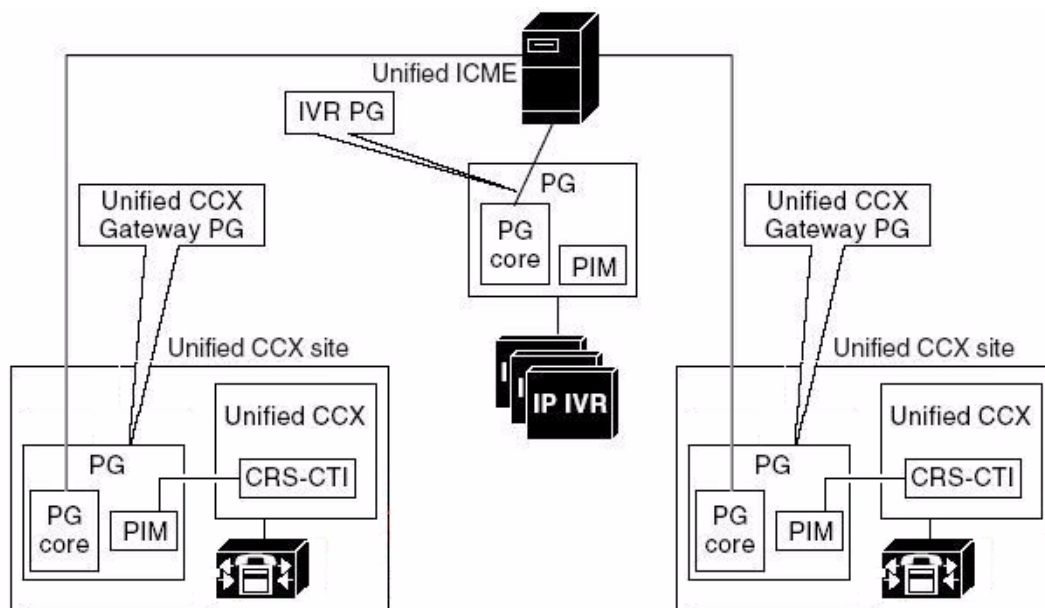 Unified ICME
IVR PG
PG
PG
core
PIM
IP IVR
Unified CCX
Gateway PG
Unified CCX site
Unified CCX
PG
CRS-CTI
PG
core
PIM
Unified CCX
Gateway PG
Unified CCX site
Unified CCX
PG
CRS-CTI
PG
core
PIM